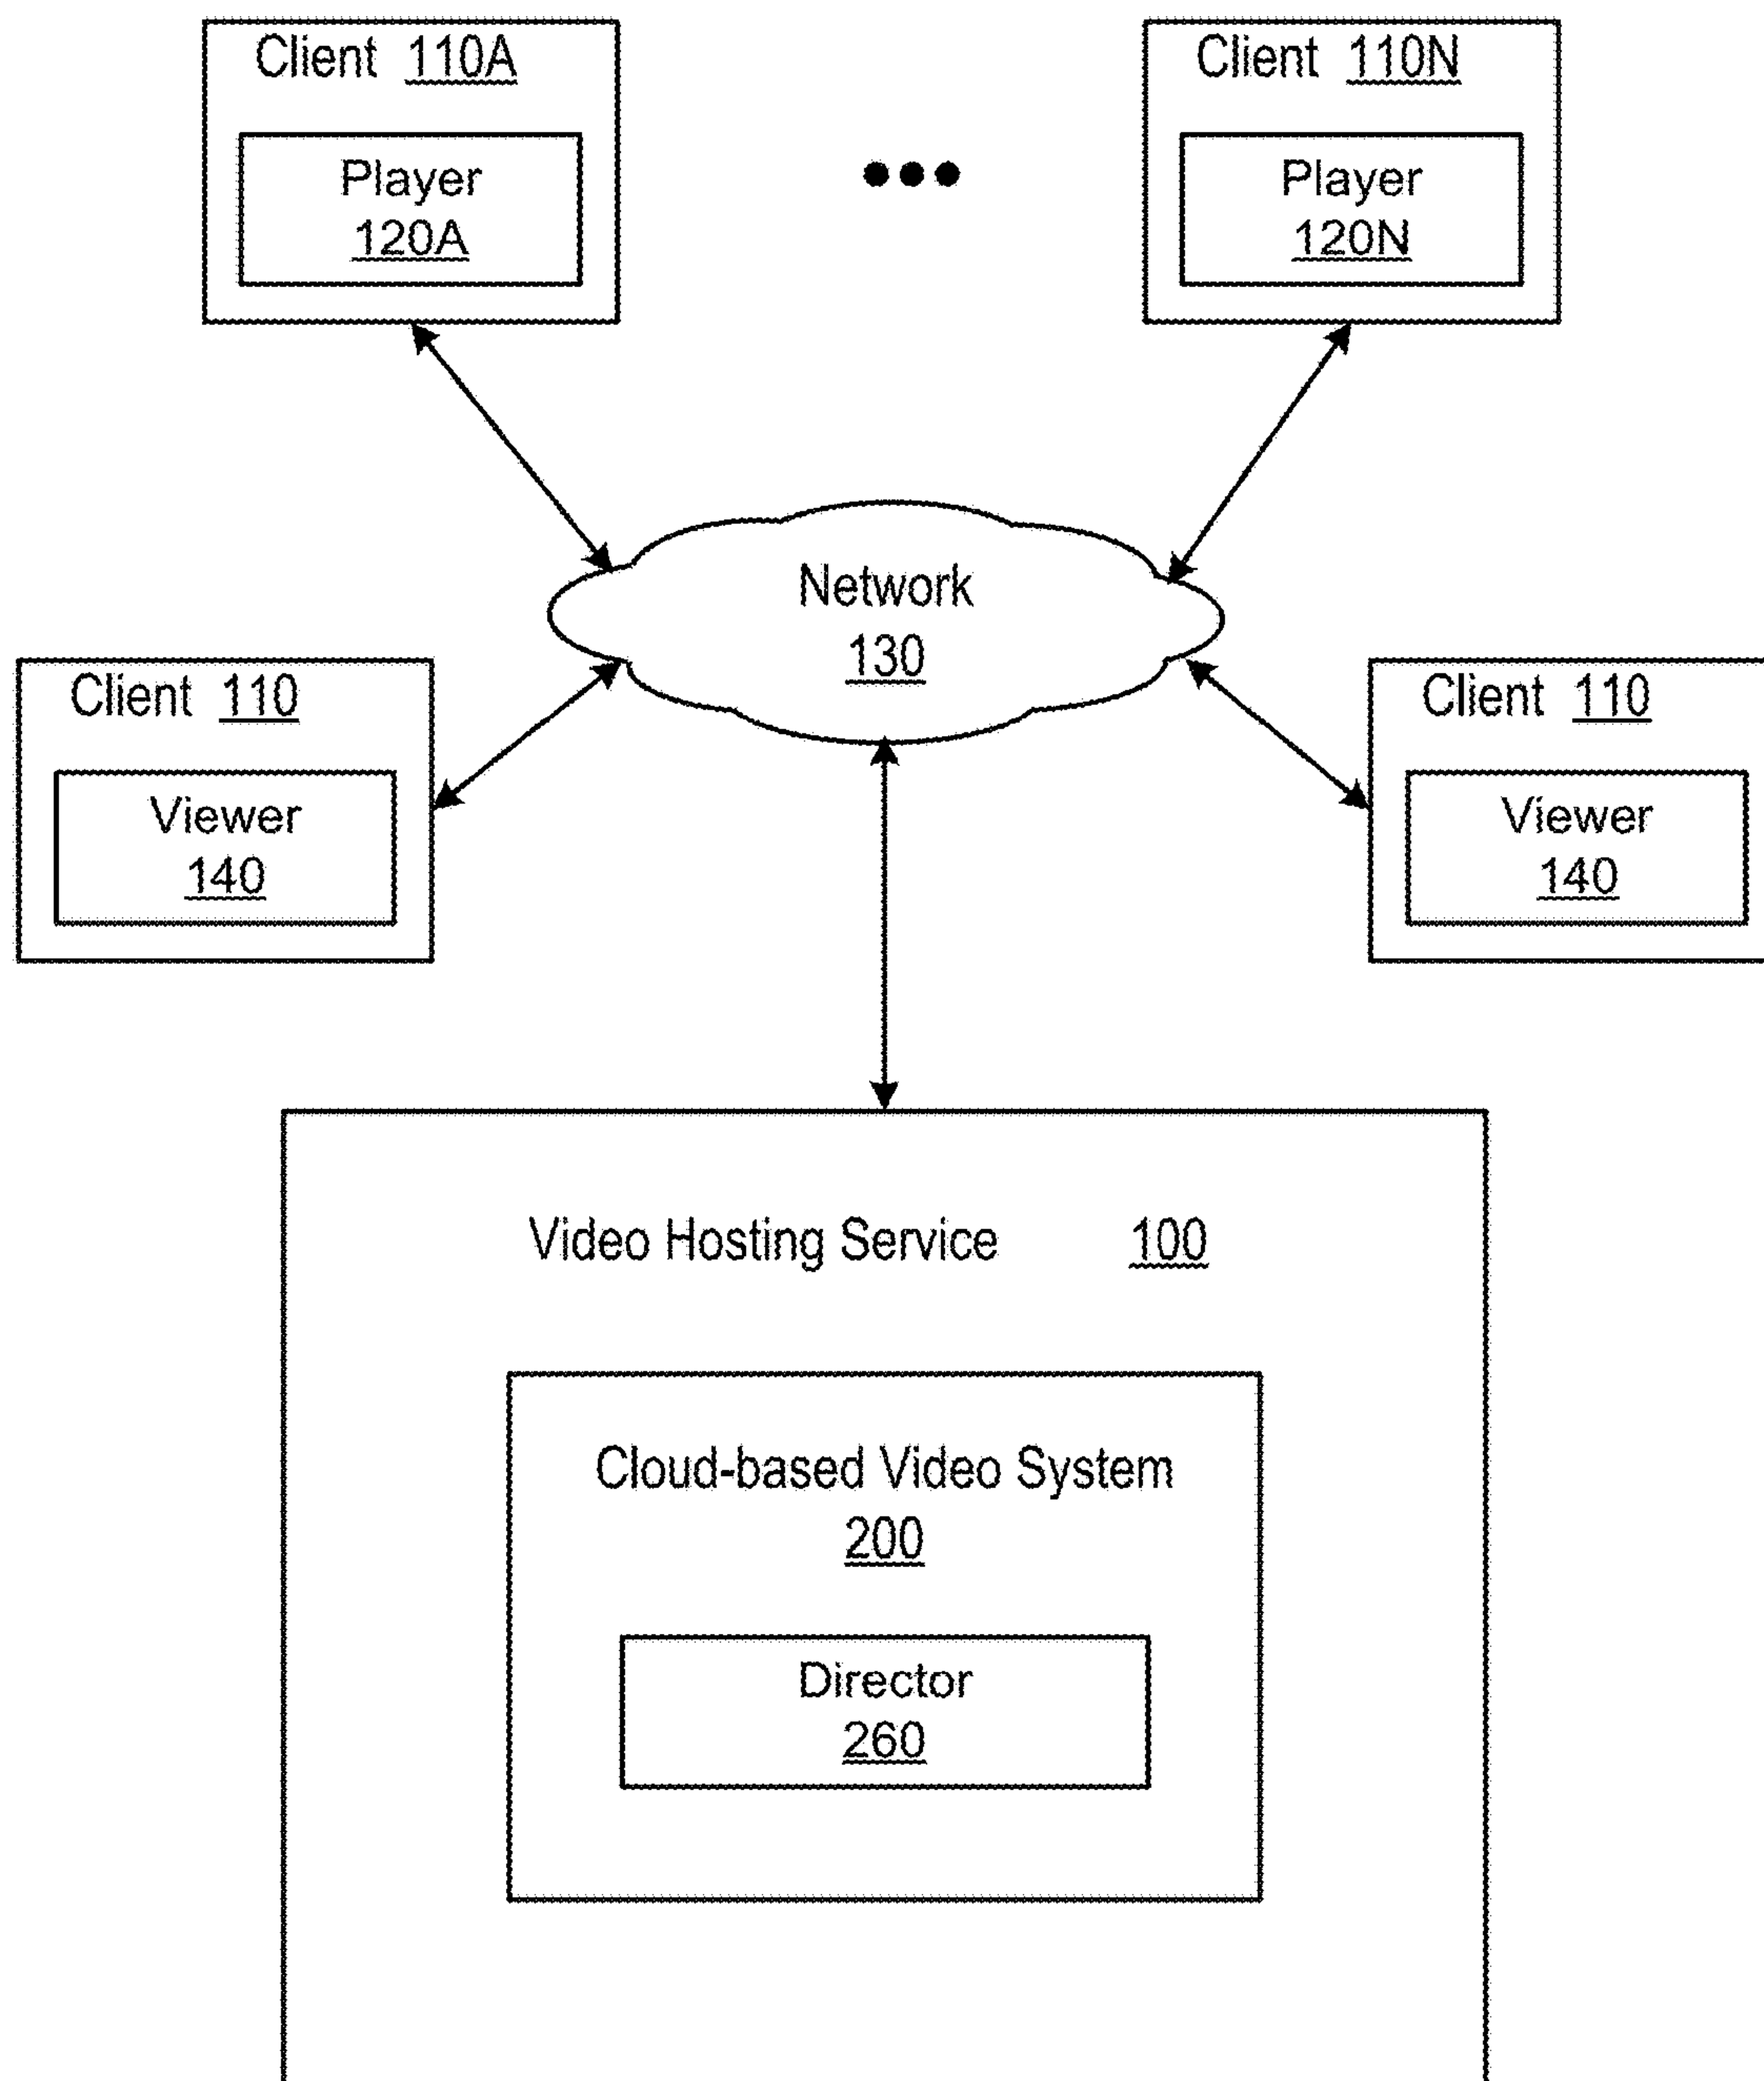 Client 110A
Player
120A
Client 110N
Player
120N
Network
130
Client 110
Viewer
140
Client 110
Viewer
140
Video Hosting Service 100
Cloud-based Video System
200
Director
260